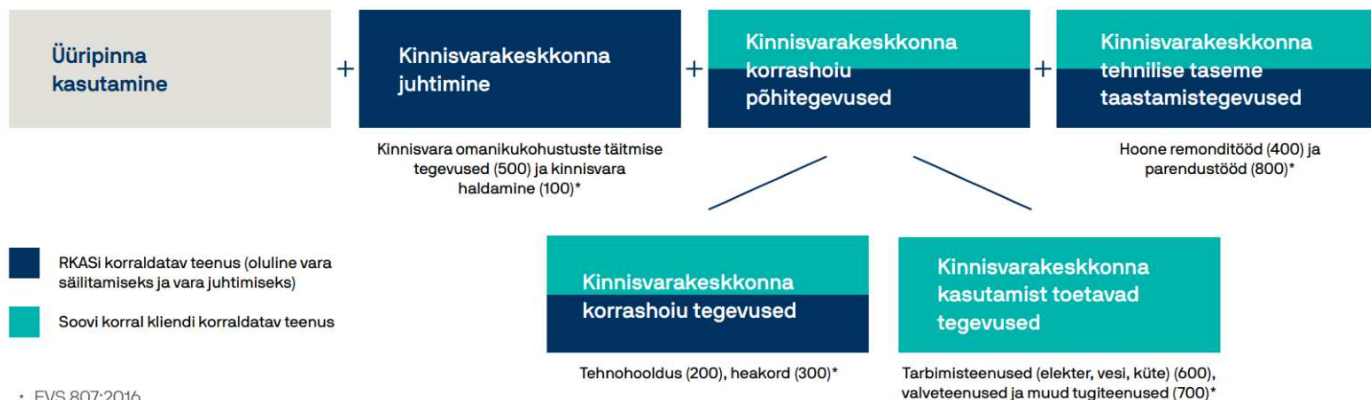 Üüripinna
kasutamine
+
Kinnisvarakeskkonna
juhtimine
+
Kinnisvarakeskkonna
korrashoiu
põhitegevused
+
Kinnisvarakeskkonna
tehnilise taseme
taastamistegevused
Kinnisvara omanikukohustuste täitmise
tegevused (500) ja kinnisvara
haldamine (100)*
Hoone remonditööd (400) ja
parendustööd (800)*
RKASi korraldatav teenus (oluline vara
säilitamiseks ja vara juhtimiseks)
Soovi korral kliendi korraldatav teenus
Kinnisvarakeskkonna
korrashoiu tegevused
Kinnisvarakeskkonna
kasutamist toetavad
tegevused
Tehnohooldus (200), heakord (300)*
Tarbimisteenused (elekter, vesi, küte) (600),
valveteenused ja muud tugiteenused (700)*
* EVS 807:2016